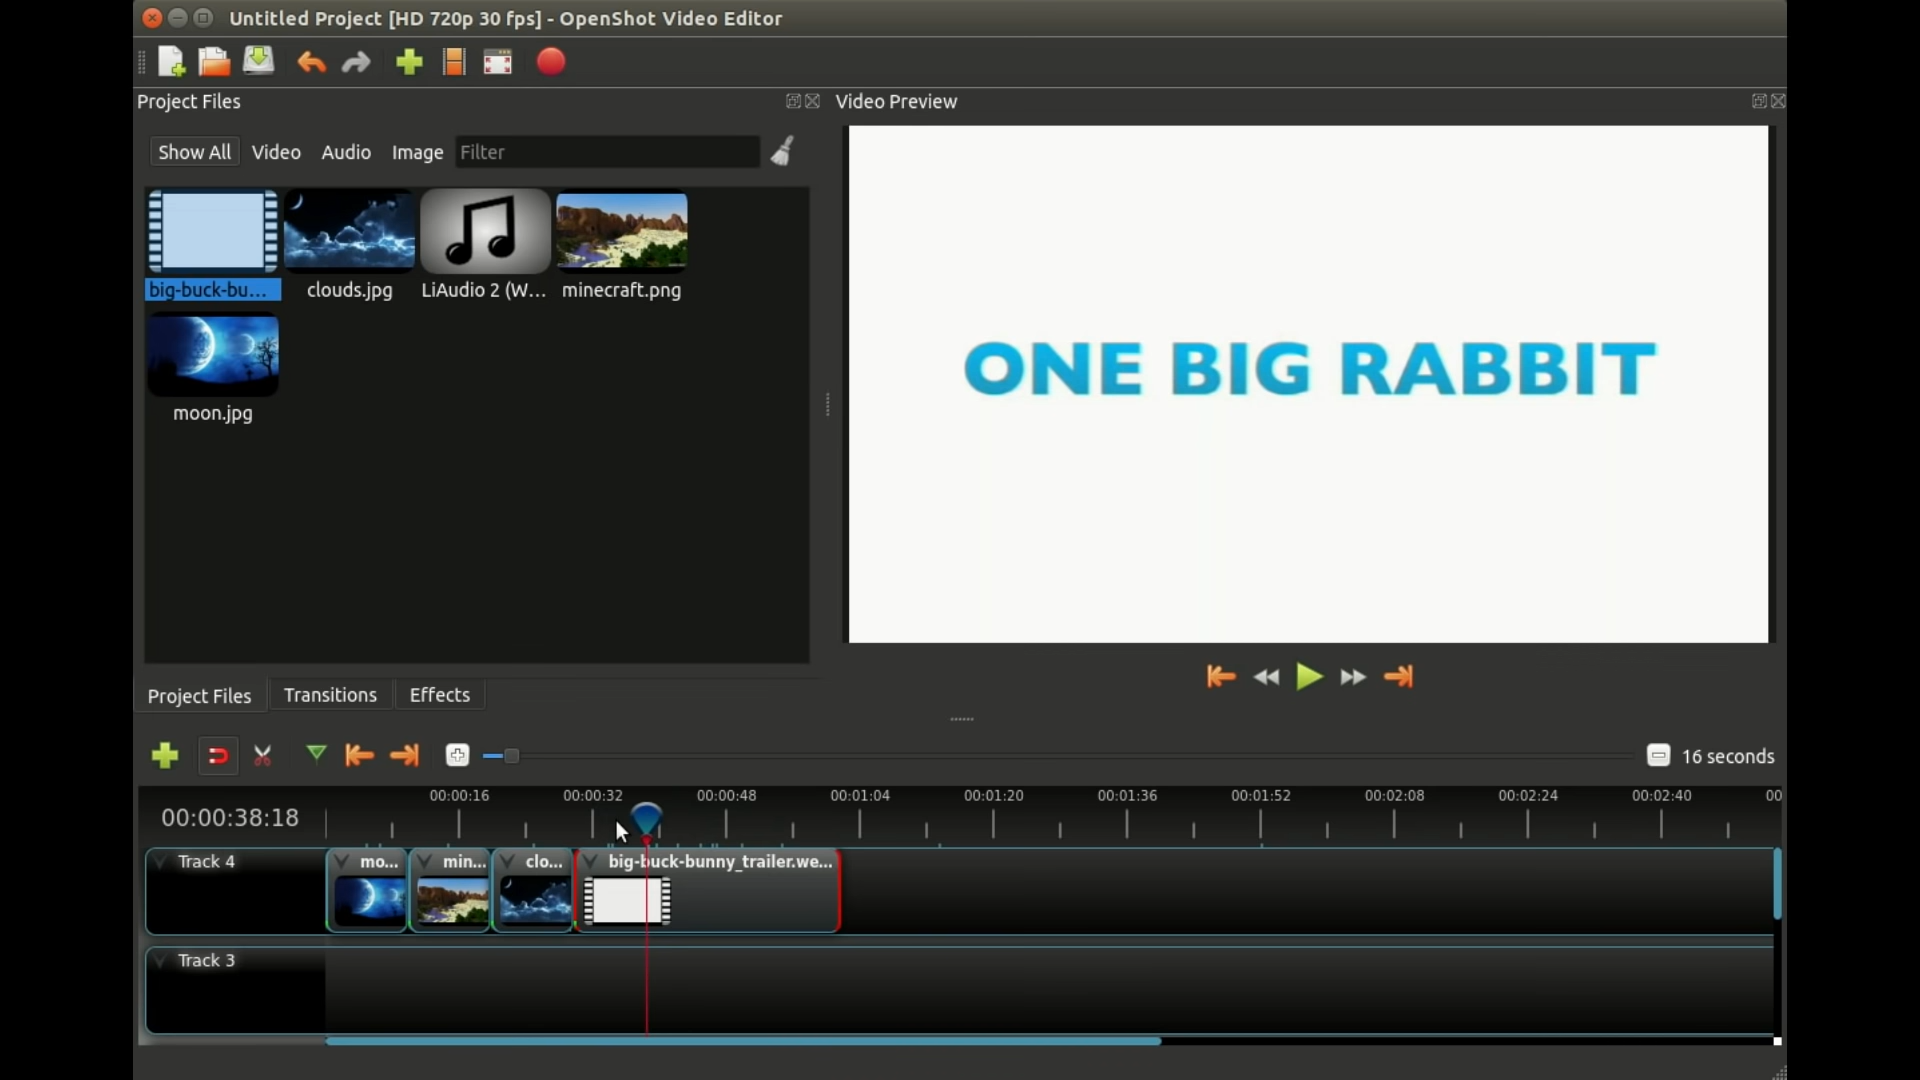 Untitled Project [HD 720p 30 fps] - OpenShot Video Editor
Project Files
Video Preview
Show All Video Audio Image Filter
big-buck-bu... clouds.jpg LiAudio 2 (W... minecraft.png
moon.jpg
ONE BIG RABBIT
Project Files Transitions Effects
16 seconds
00:00:38:18
00:00:16 00:00:32 00:00:48 00:01:04 00:01:20 00:01:36 00:01:52 00:02:08 00:02:24 00:02:40 00
Track 4 mo... min... clo... big-buck-bunny_trailer.we...
Track 3